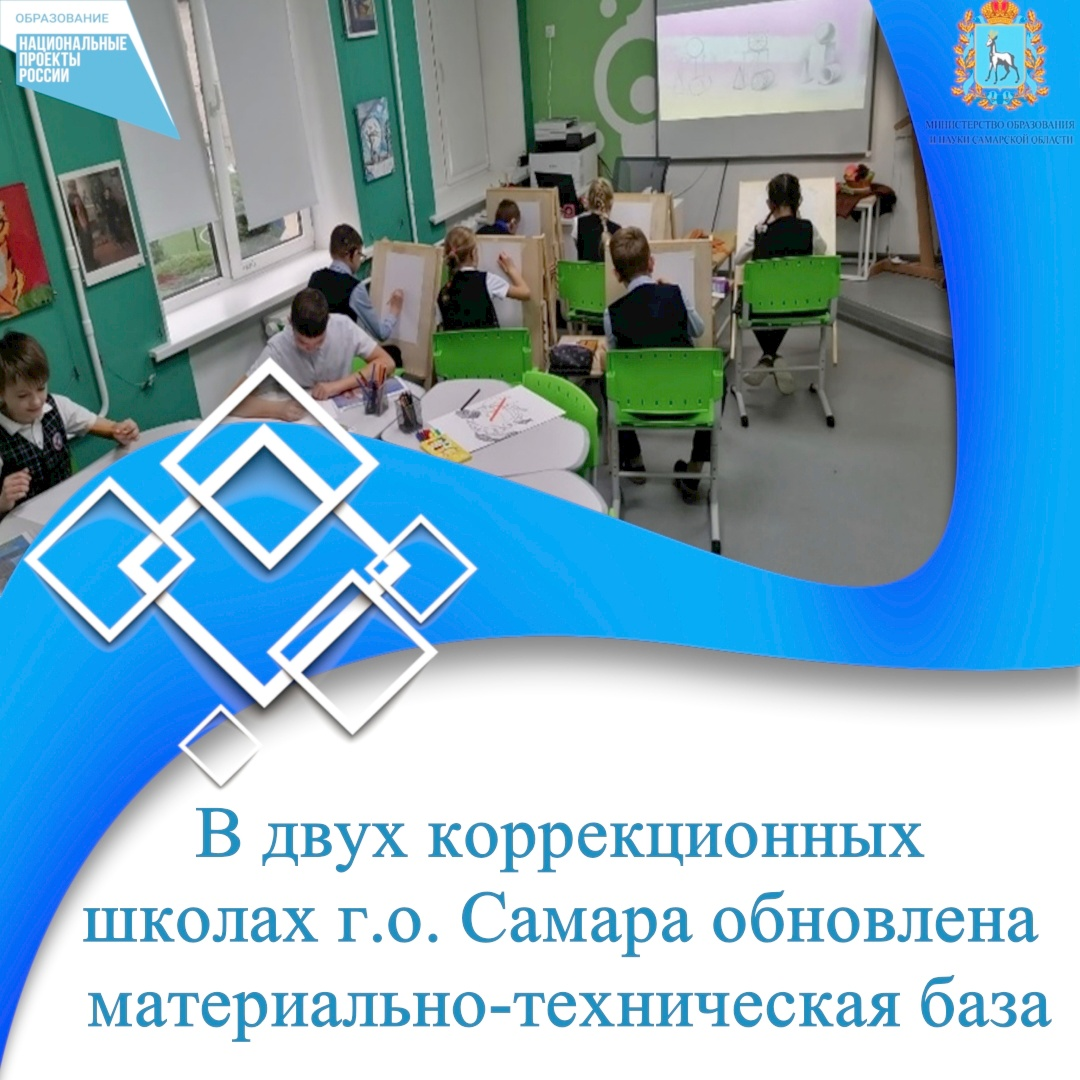 ОБРАЗОВАНИЕ
НАЦИОНАЛЬНЫЕ
ПРОЕКТЫ
РОССИИ
МИНИСТЕРСТВО ОБРАЗОВАНИЯ
И НАУКИ САМАРСКОЙ ОБЛАСТИ
В двух коррекционных
школах г.о. Самара обновлена
материально-техническая база